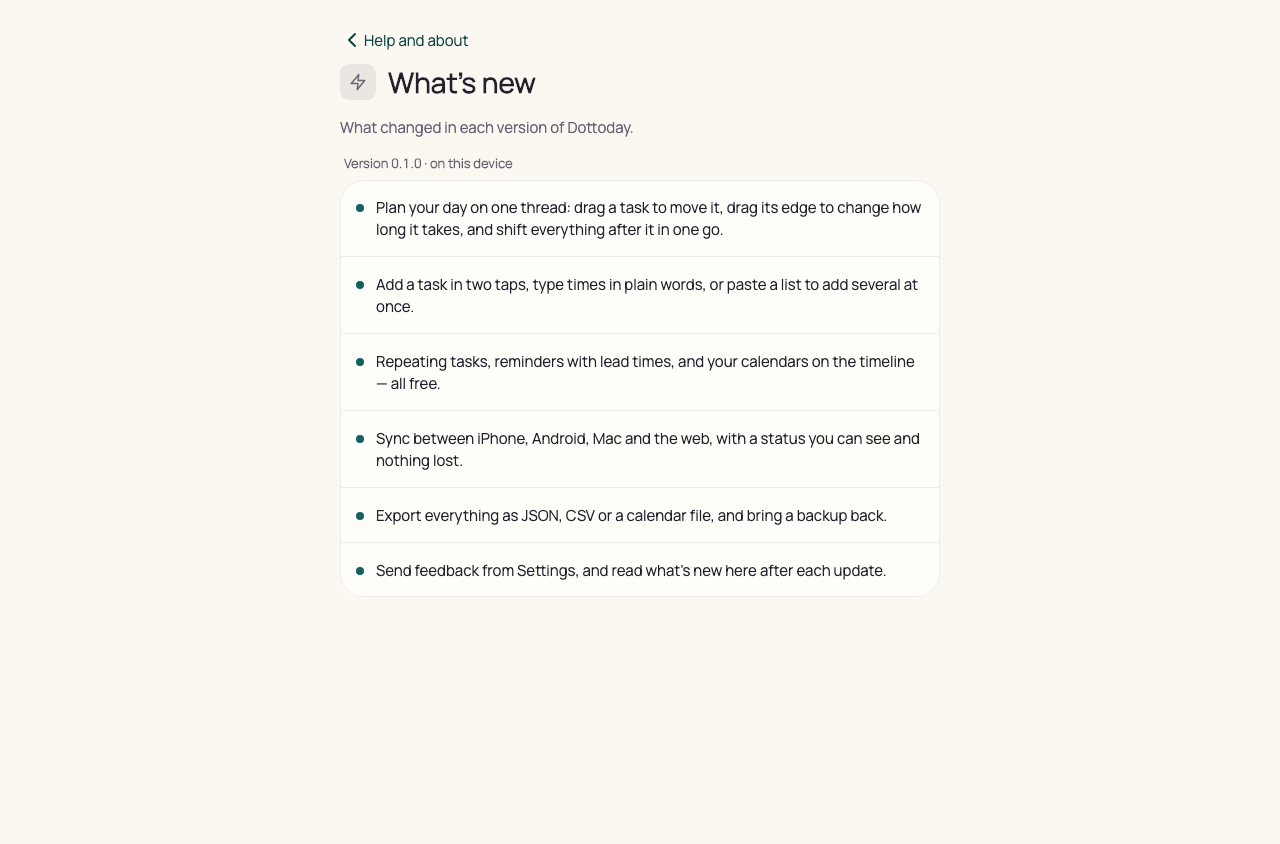 Help and about
What's new
What changed in each version of Dottoday.
Version 0.1.0 · on this device
Plan your day on one thread: drag a task to move it, drag its edge to change how
long it takes, and shift everything after it in one go.
Add a task in two taps, type times in plain words, or paste a list to add several at
once.
Repeating tasks, reminders with lead times, and your calendars on the timeline
— all free.
Sync between iPhone, Android, Mac and the web, with a status you can see and
nothing lost.
Export everything as JSON, CSV or a calendar file, and bring a backup back.
Send feedback from Settings, and read what's new here after each update.